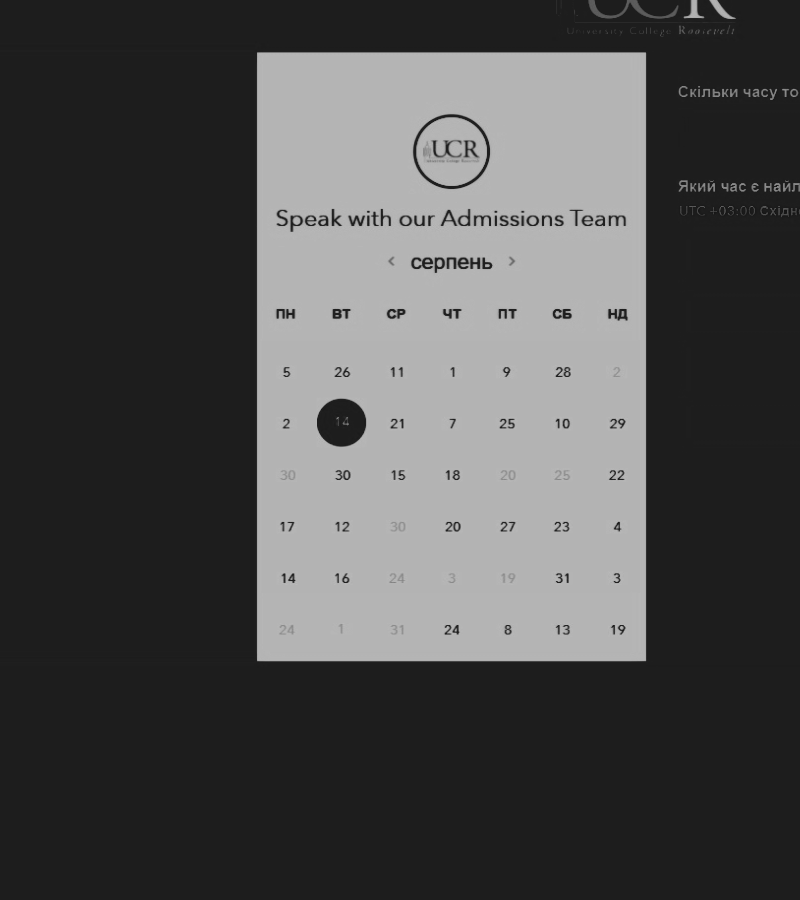 UCR
University College Roosevelt
Скільки часу то
UCR
Speak with our Admissions Team
Який час є найл
UTC +03:00 Східн
серпень
ПН ВТ СР ЧТ ПТ СБ НД
5 26 11 1 9 28 2
2 14 21 7 25 10 29
30 30 15 18 20 25 22
17 12 30 20 27 23 4
14 16 24 3 19 31 3
24 1 31 24 8 13 19